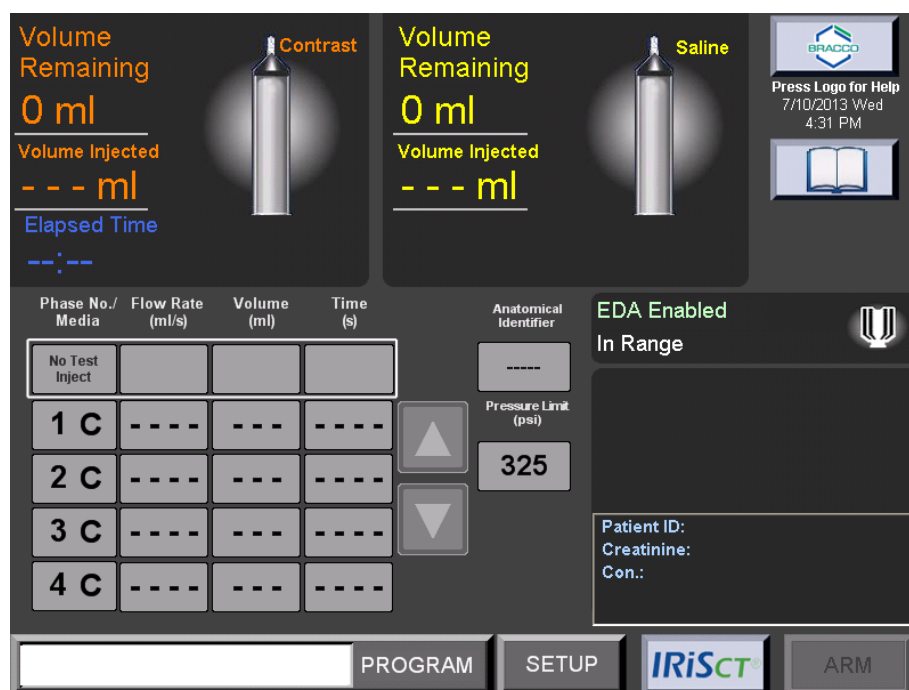 Volume
Remaining
0 ml
Volume Injected
- - - ml
Elapsed Time
--:--
Contrast
Volume
Remaining
0 ml
Volume Injected
- - - ml
Saline
BRACCO
Press Logo for Help
7/10/2013 Wed
4:31 PM
Phase No./ Media Flow Rate (ml/s) Volume (ml) Time (s)
No Test
Inject
1 C - - - - - - - - - - -
2 C - - - - - - - - - - -
3 C - - - - - - - - - - -
4 C - - - - - - - - - - -
Anatomical
Identifier
-----
Pressure Limit
(psi)
325
EDA Enabled
In Range
Patient ID:
Creatinine:
Con.:
PROGRAM SETUP IRiSCT® ARM